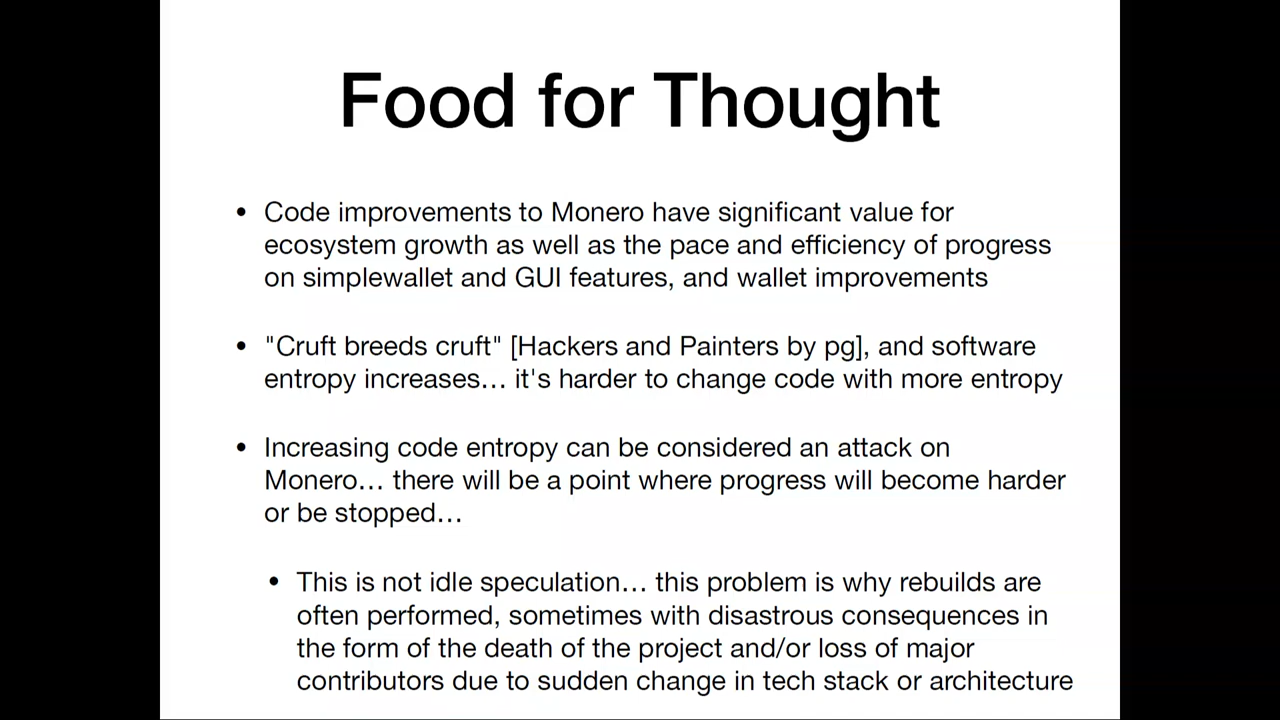 Food for Thought
• Code improvements to Monero have significant value for
ecosystem growth as well as the pace and efficiency of progress
on simplewallet and GUI features, and wallet improvements
• "Cruft breeds cruft" [Hackers and Painters by pg], and software
entropy increases… it's harder to change code with more entropy
• Increasing code entropy can be considered an attack on
Monero… there will be a point where progress will become harder
or be stopped…
• This is not idle speculation… this problem is why rebuilds are
often performed, sometimes with disastrous consequences in
the form of the death of the project and/or loss of major
contributors due to sudden change in tech stack or architecture